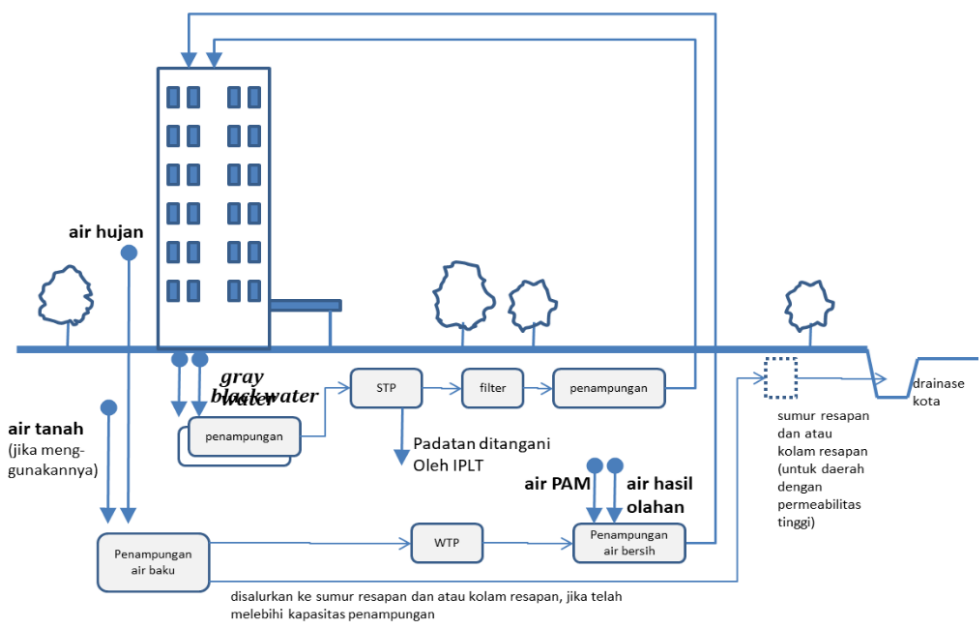 air hujan
gray
water
black water
penampungan
STP
filter
penampungan
Padatan ditangani
Oleh IPLT
air tanah
(jika meng-
gunakannya)
air PAM
air hasil
olahan
drainase
kota
sumur resapan
dan atau
kolam resapan
(untuk daerah
dengan
permeabilitas
tinggi)
Penampungan
air baku
WTP
Penampungan
air bersih
disalurkan ke sumur resapan dan atau kolam resapan, jika telah
melebihi kapasitas penampungan